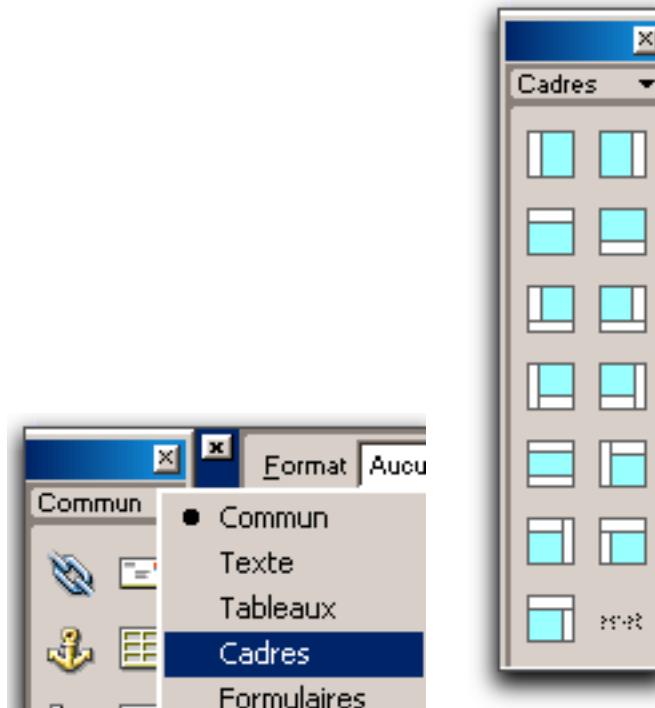 Cadres
Format Aucu
Commun
Commun
Texte
Tableaux
Cadres
Formulaires